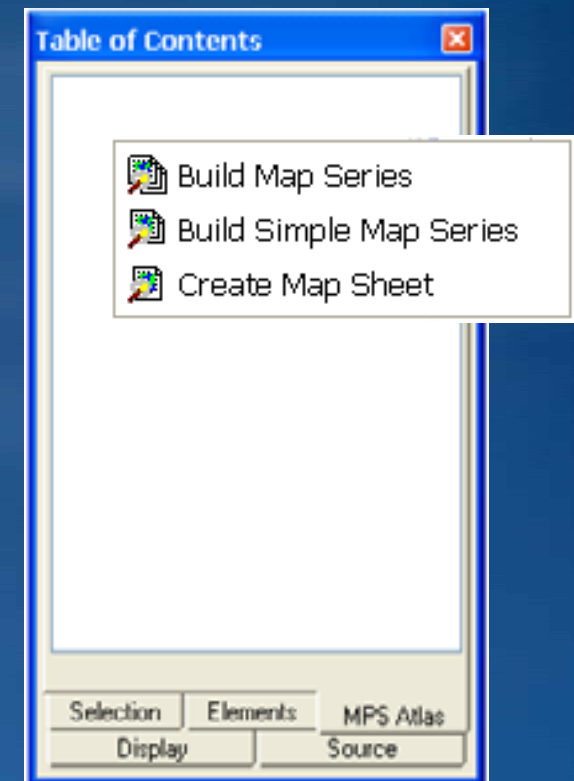 Table of Contents
Build Map Series
Build Simple Map Series
Create Map Sheet
Selection Elements MPS Atlas
Display Source